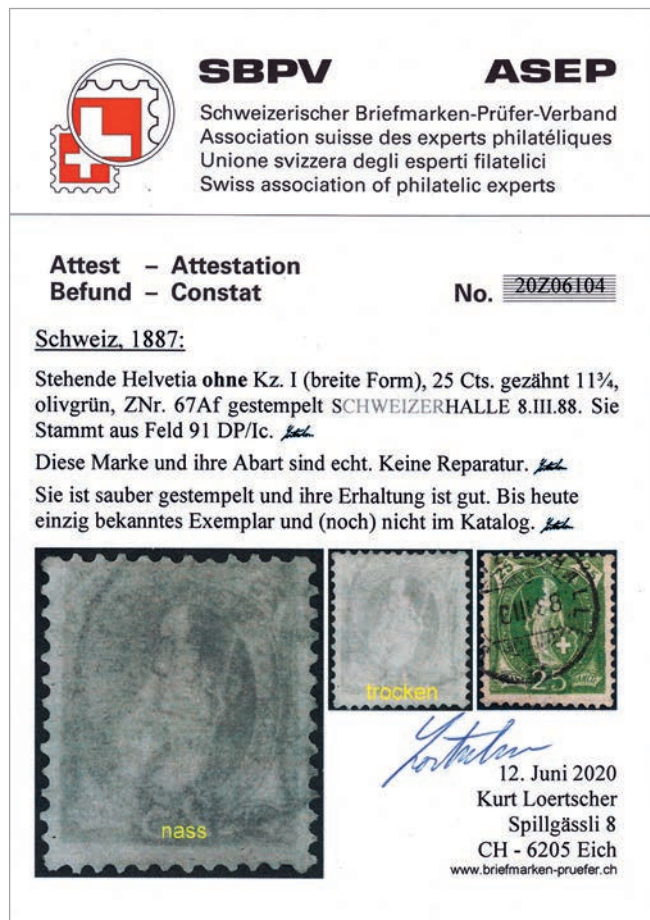 SBPV ASEP
Schweizerischer Briefmarken-Prüfer-Verband
Association suisse des experts philatéliques
Unione svizzera degli esperti filatelici
Swiss association of philatelic experts
Attest – Attestation
Befund – Constat
No. 20Z06104
Schweiz, 1887:
Stehende Helvetia ohne Kz. I (breite Form), 25 Cts. gezähnt 11¾,
olivgrün, ZNr. 67Af gestempelt SCHWEIZERHALLE 8.III.88. Sie
Stammt aus Feld 91 DP/Ic.
Diese Marke und ihre Abart sind echt. Keine Reparatur.
Sie ist sauber gestempelt und ihre Erhaltung ist gut. Bis heute
einzig bekanntes Exemplar und (noch) nicht im Katalog.
nass
trocken
HALL
25
12. Juni 2020
Kurt Loertscher
Spillgässli 8
CH - 6205 Eich
www.briefmarken-pruefer.ch